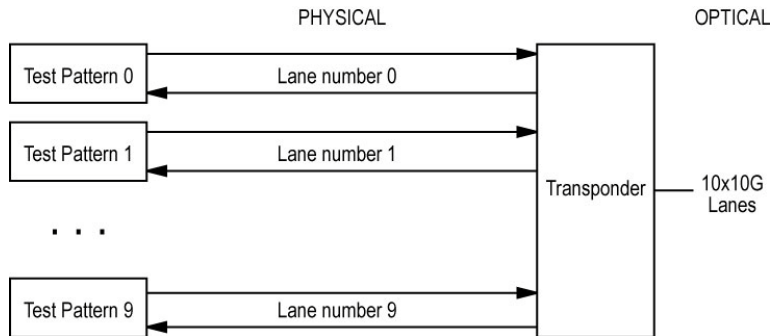 PHYSICAL
OPTICAL
Test Pattern 0
Lane number 0
Test Pattern 1
Lane number 1
Transponder
10x10G
Lanes
. . .
Test Pattern 9
Lane number 9